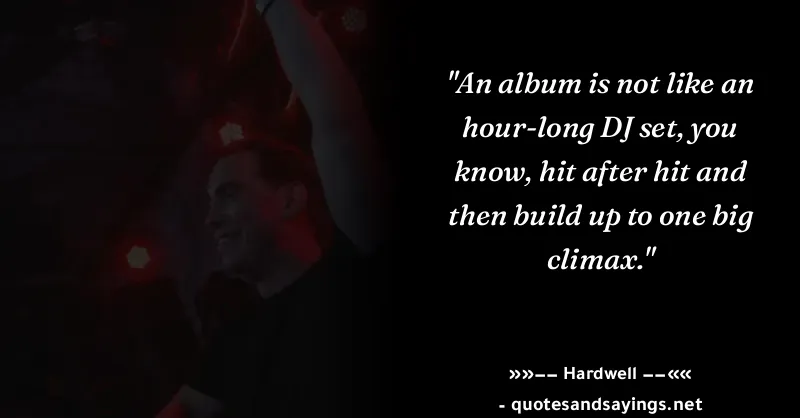 "An album is not like an
hour-long DJ set, you
know, hit after hit and
then build up to one big
climax."
»»−− Hardwell −−««
- quotesandsayings.net